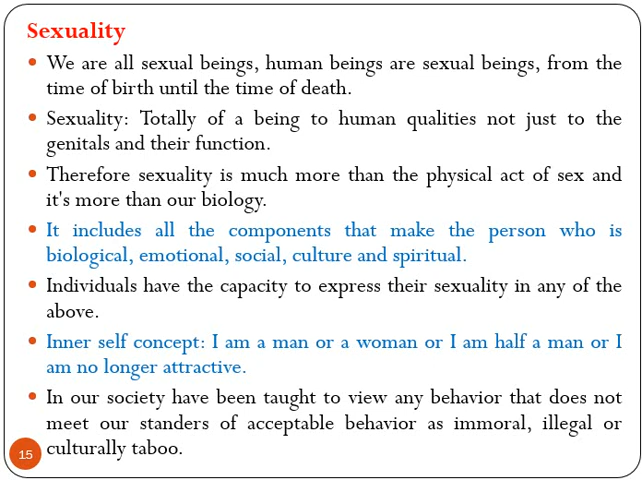 Sexuality
• We are all sexual beings, human beings are sexual beings, from the
time of birth until the time of death.
• Sexuality: Totally of a being to human qualities not just to the
genitals and their function.
• Therefore sexuality is much more than the physical act of sex and
it's more than our biology.
• It includes all the components that make the person who is
biological, emotional, social, culture and spiritual.
• Individuals have the capacity to express their sexuality in any of the
above.
• Inner self concept: I am a man or a woman or I am half a man or I
am no longer attractive.
• In our society have been taught to view any behavior that does not
meet our standers of acceptable behavior as immoral, illegal or
culturally taboo.
15